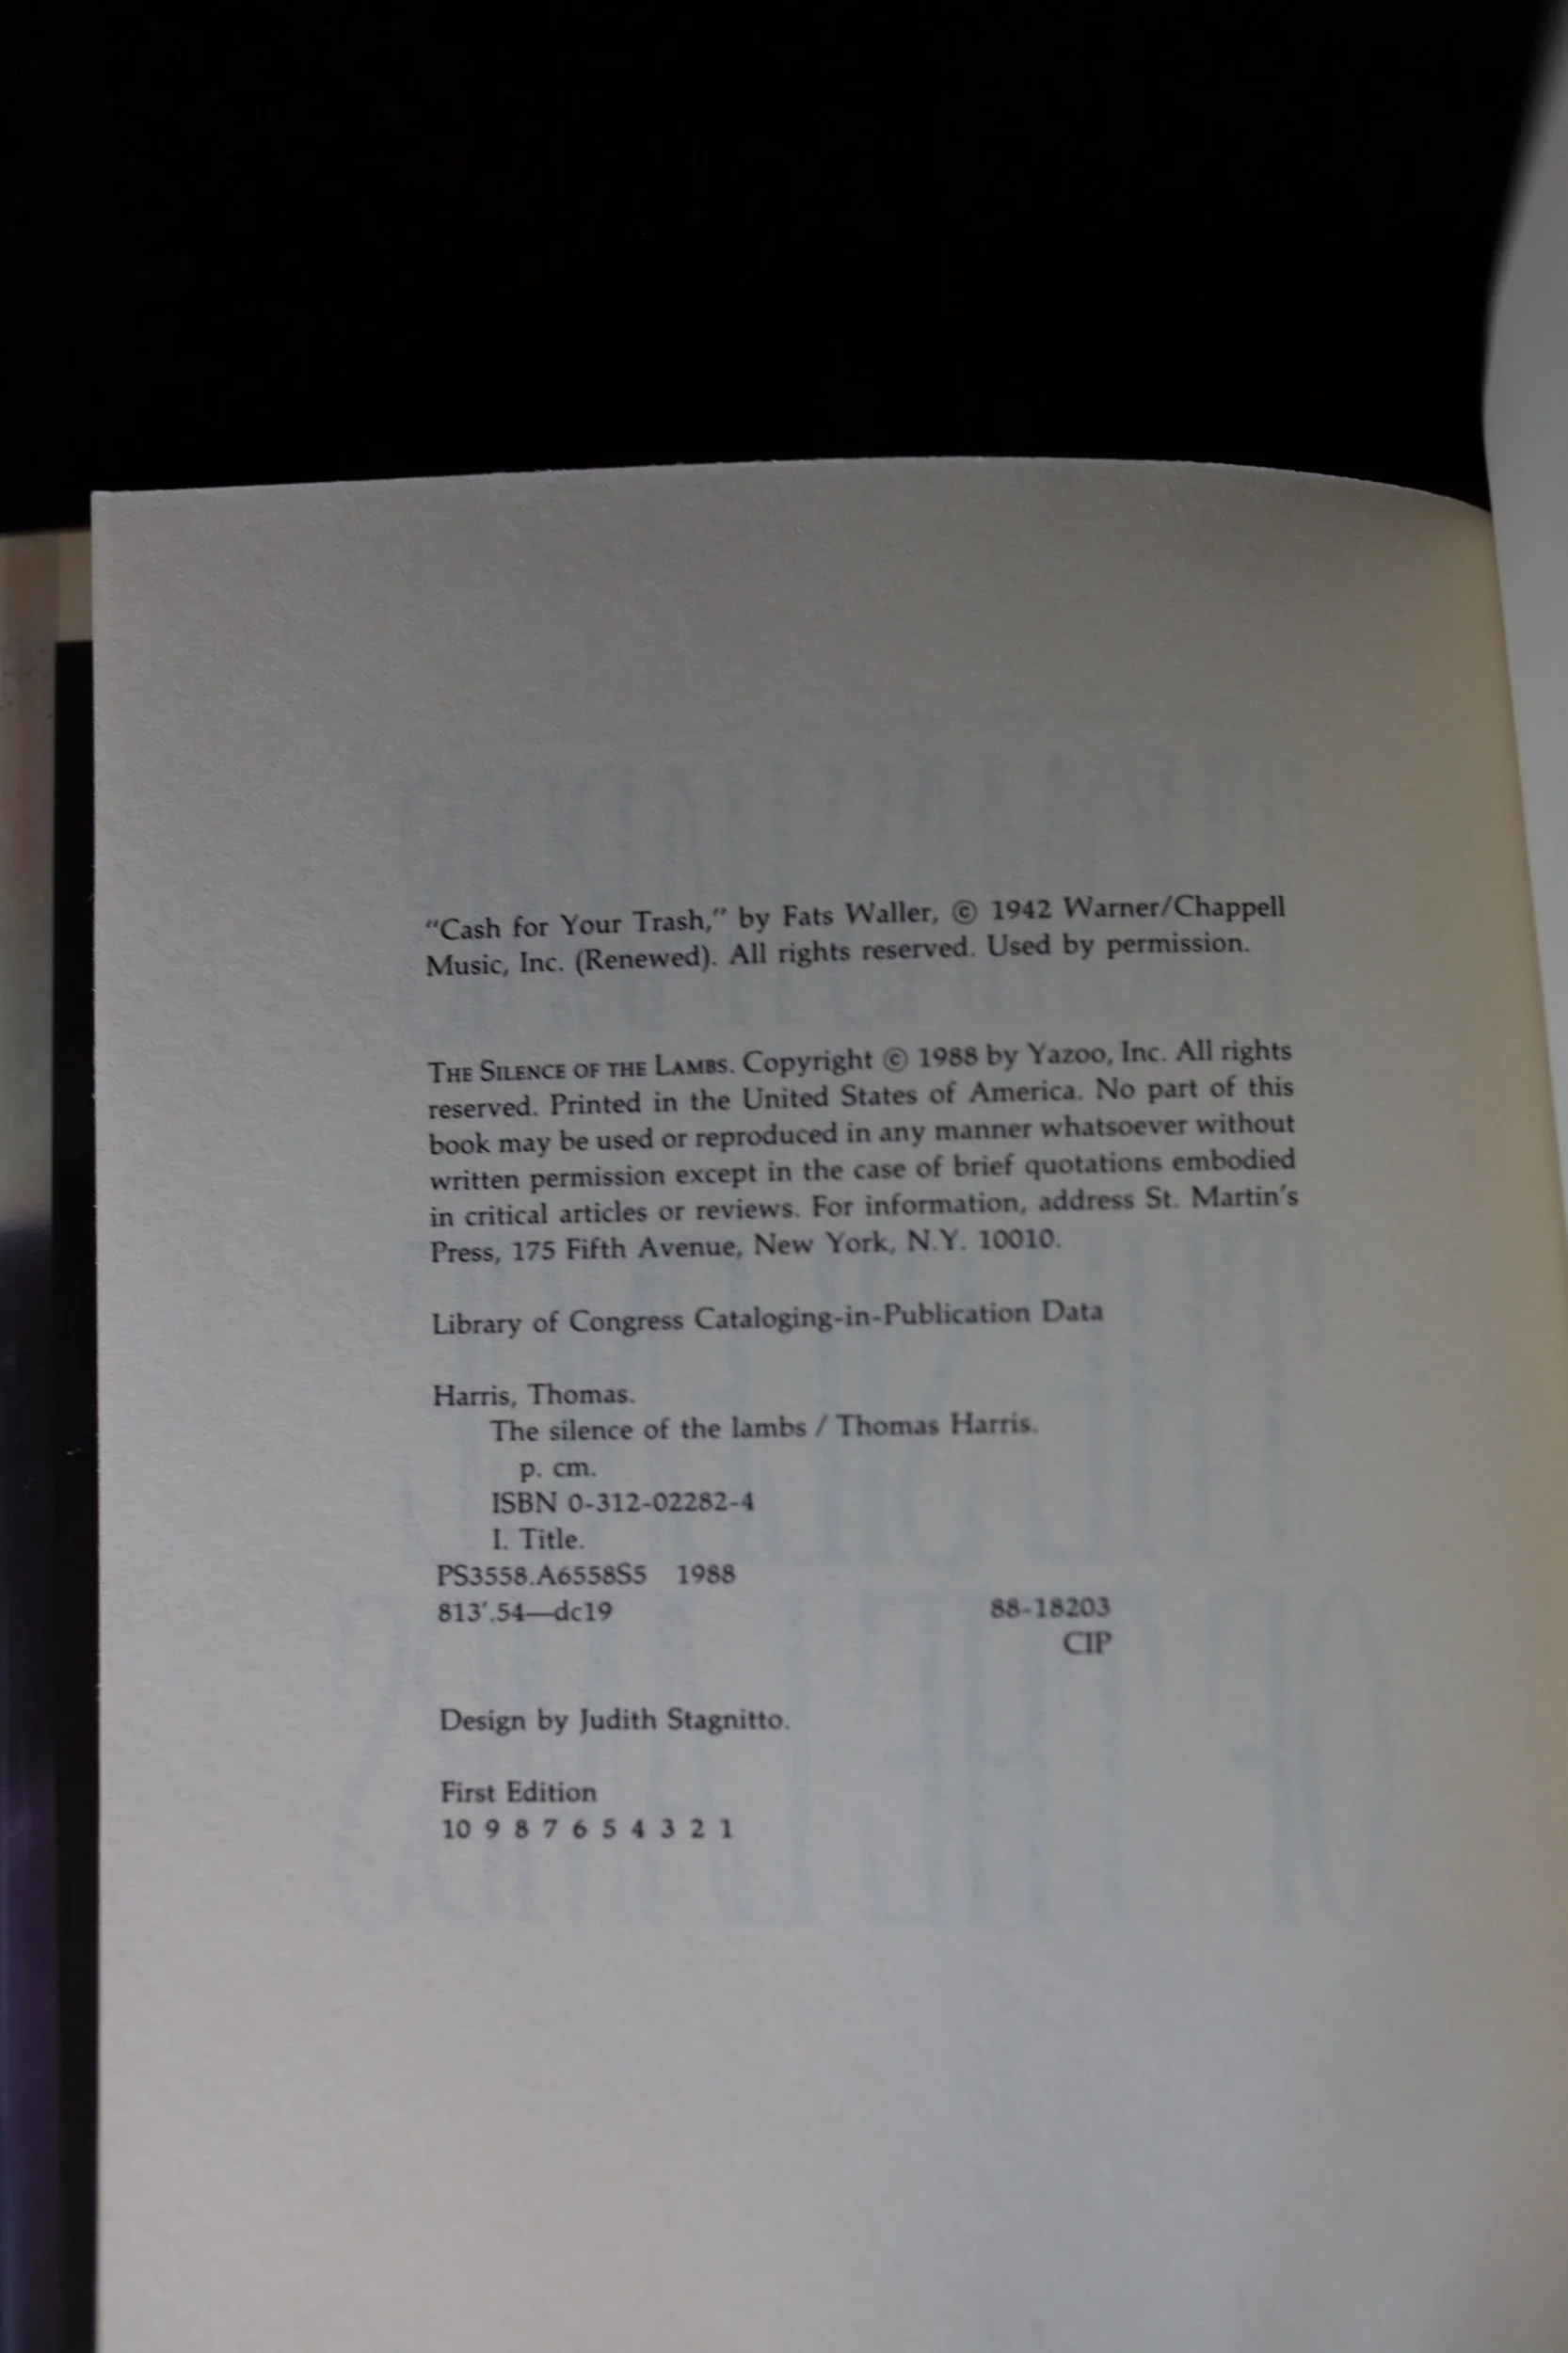 “Cash for Your Trash,” by Fats Waller, © 1942 Warner/Chappell
Music, Inc. (Renewed). All rights reserved. Used by permission.
THE SILENCE OF THE LAMBS. Copyright © 1988 by Yazoo, Inc. All rights
reserved. Printed in the United States of America. No part of this
book may be used or reproduced in any manner whatsoever without
written permission except in the case of brief quotations embodied
in critical articles or reviews. For information, address St. Martin’s
Press, 175 Fifth Avenue, New York, N.Y. 10010.
Library of Congress Cataloging-in-Publication Data
Harris, Thomas.
The silence of the lambs / Thomas Harris.
p. cm.
ISBN 0-312-02282-4
I. Title.
PS3558.A6558S5 1988
813′.54—dc19 88-18203
CIP
Design by Judith Stagnitto.
First Edition
10 9 8 7 6 5 4 3 2 1